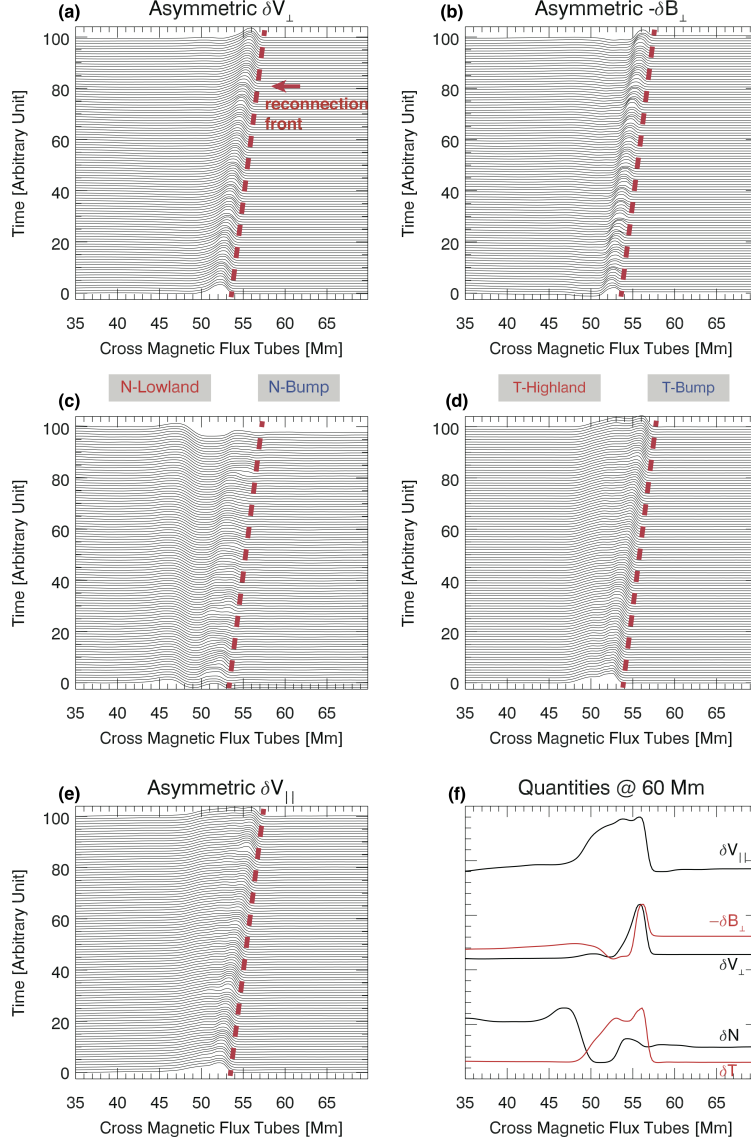 (a)
Asymmetric δV⊥
100
80
60
40
20
0
Time [Arbitrary Unit]
reconnection
front
35 40 45 50 55 60 65
Cross Magnetic Flux Tubes [Mm]
(b)
Asymmetric -δB⊥
100
80
60
40
20
0
Time [Arbitrary Unit]
35 40 45 50 55 60 65
Cross Magnetic Flux Tubes [Mm]
(c)
N-Lowland
N-Bump
100
80
60
40
20
0
Time [Arbitrary Unit]
35 40 45 50 55 60 65
Cross Magnetic Flux Tubes [Mm]
(d)
T-Highland
T-Bump
100
80
60
40
20
0
Time [Arbitrary Unit]
35 40 45 50 55 60 65
Cross Magnetic Flux Tubes [Mm]
(e)
Asymmetric δV||
100
80
60
40
20
0
Time [Arbitrary Unit]
35 40 45 50 55 60 65
Cross Magnetic Flux Tubes [Mm]
(f)
Quantities @ 60 Mm
δV||
−δB⊥
δV⊥
δN
δT
35 40 45 50 55 60 65
Cross Magnetic Flux Tubes [Mm]